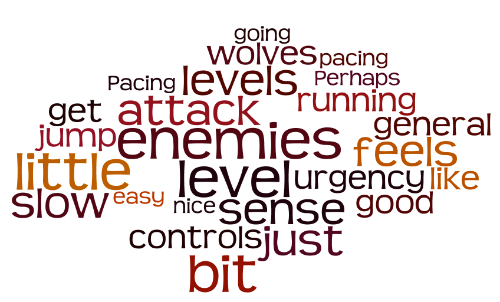 going
wolves pacing
Pacing levels Perhaps
get attack running
jump enemies general
feels
little level urgency like
slow easy nice sense good
controls just
bit